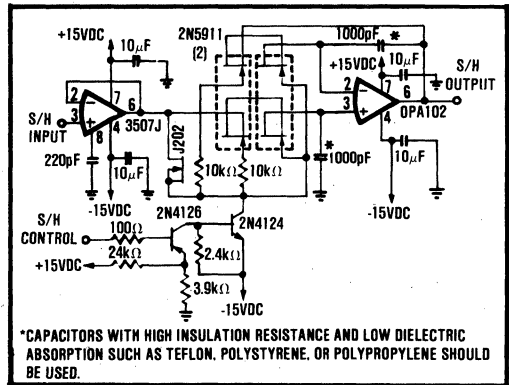 +15VDC
10µF
2N5911
(2)
1000pF *
+15VDC
10µF
S/H
OUTPUT
2
3
6
7
4
8
S/H
INPUT
3507J
220pF
10µF
-15VDC
J202
10kΩ
10kΩ
*
1000pF
2
3
6
7
4
OPA102
10µF
-15VDC
2N4126
2N4124
S/H
CONTROL
100Ω
24kΩ
+15VDC
2.4kΩ
3.9kΩ
-15VDC
*CAPACITORS WITH HIGH INSULATION RESISTANCE AND LOW DIELECTRIC
ABSORPTION SUCH AS TEFLON, POLYSTYRENE, OR POLYPROPYLENE SHOULD
BE USED.